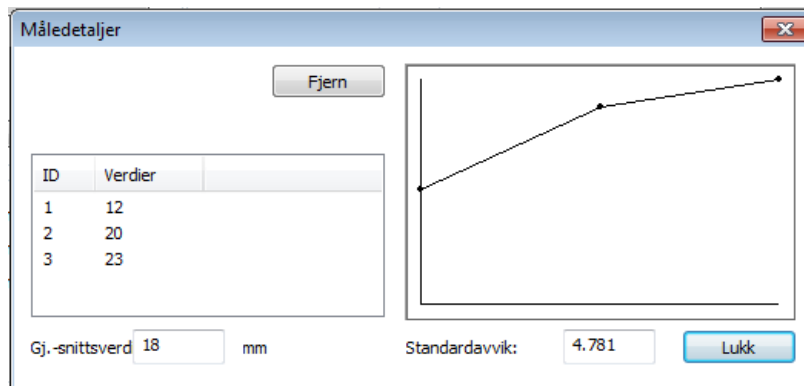 Måledetaljer
Fjern
ID Verdier
1 12
2 20
3 23
Gj.-snittsverd 18 mm Standardavvik: 4.781 Lukk